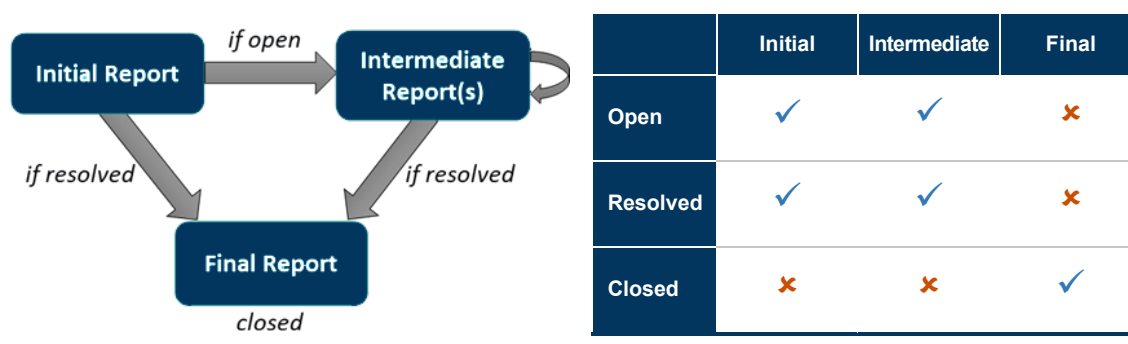 if open
Initial Report
Intermediate
Report(s)
if resolved
if resolved
Final Report
closed
Initial Intermediate Final
Open ✓ ✓ ✗
Resolved ✓ ✓ ✗
Closed ✗ ✗ ✓